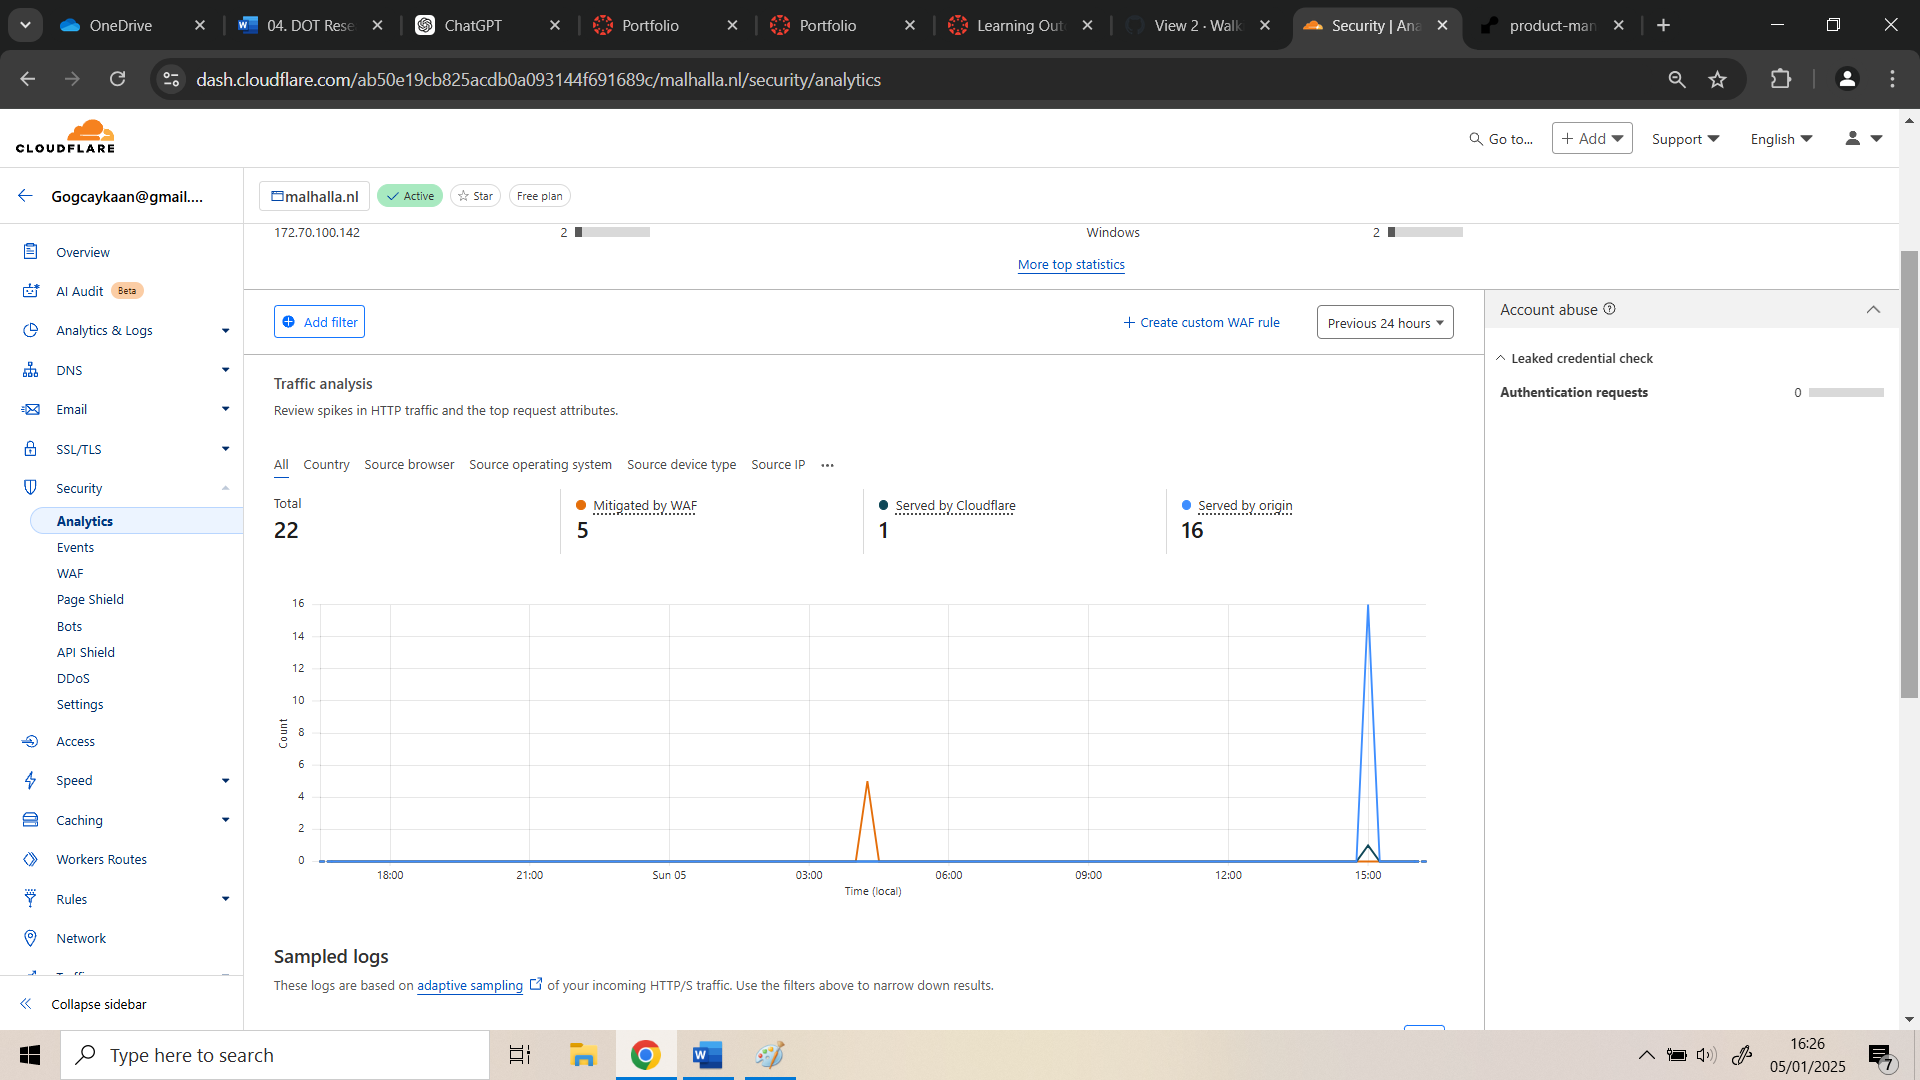 OneDrive
04. DOT Rese
ChatGPT
Portfolio
Portfolio
Learning Outc
View 2 · Walk
Security | Ana
product-man
dash.cloudflare.com/ab50e19cb825acdb0a093144f691689c/malhalla.nl/security/analytics
CLOUDFLARE
Go to...
+ Add
Support
English
Gogcaykaan@gmail....
malhalla.nl
Active
Star
Free plan
Overview
AI Audit Beta
Analytics & Logs
DNS
Email
SSL/TLS
Security
Analytics
Events
WAF
Page Shield
Bots
API Shield
DDoS
Settings
Access
Speed
Caching
Workers Routes
Rules
Network
Collapse sidebar
172.70.100.142 2
Windows 2
More top statistics
Add filter
+ Create custom WAF rule
Previous 24 hours
Traffic analysis
Review spikes in HTTP traffic and the top request attributes.
All Country Source browser Source operating system Source device type Source IP ...
Total
22
Mitigated by WAF
5
Served by Cloudflare
1
Served by origin
16
16
14
12
10
8
6
4
2
0
Count
18:00 21:00 Sun 05 03:00 06:00 09:00 12:00 15:00
Time (local)
Sampled logs
These logs are based on adaptive sampling of your incoming HTTP/S traffic. Use the filters above to narrow down results.
Account abuse
Leaked credential check
Authentication requests 0
Type here to search
16:26
05/01/2025
7